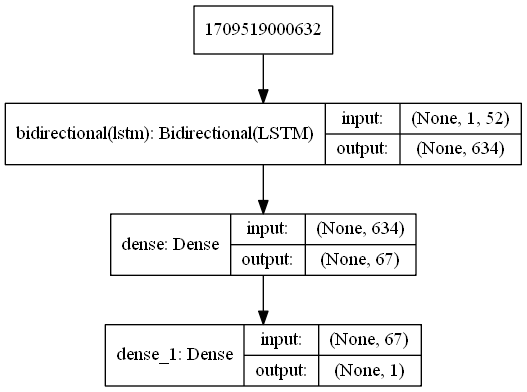 1709519000632
bidirectional(lstm): Bidirectional(LSTM)
input: (None, 1, 52)
output: (None, 634)
dense: Dense
input: (None, 634)
output: (None, 67)
dense_1: Dense
input: (None, 67)
output: (None, 1)